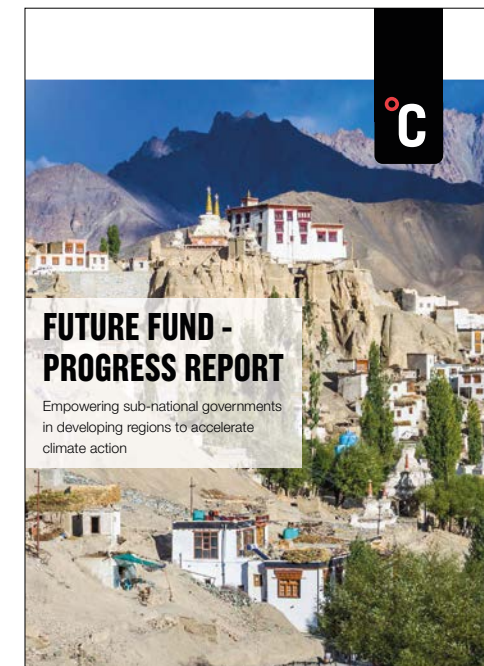 °C
FUTURE FUND -
PROGRESS REPORT
Empowering sub-national governments
in developing regions to accelerate
climate action